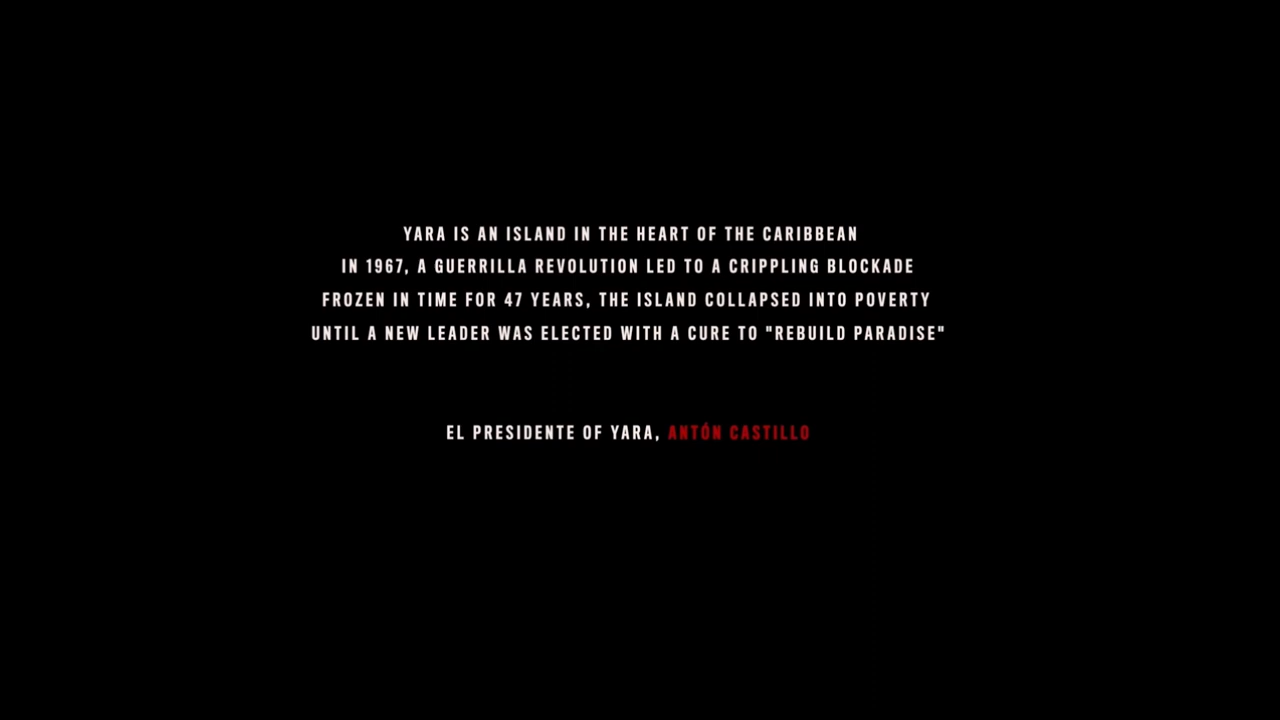 YARA IS AN ISLAND IN THE HEART OF THE CARIBBEAN
IN 1967, A GUERRILLA REVOLUTION LED TO A CRIPPLING BLOCKADE
FROZEN IN TIME FOR 47 YEARS, THE ISLAND COLLAPSED INTO POVERTY
UNTIL A NEW LEADER WAS ELECTED WITH A CURE TO "REBUILD PARADISE"
EL PRESIDENTE OF YARA, ANTÓN CASTILLO